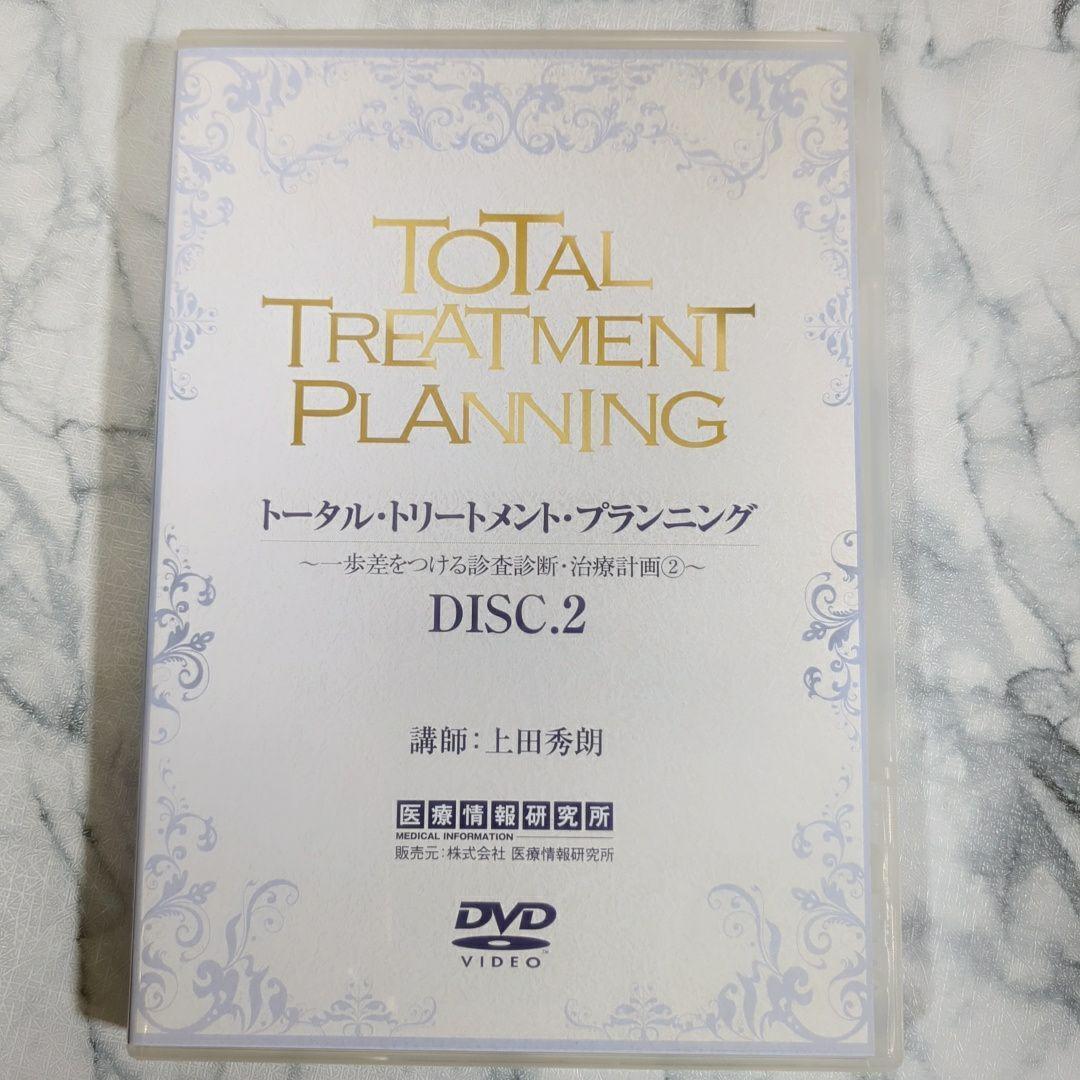 TOTAL
TREATMENT
PLANNING
トータル・トリートメント・プランニング
～一歩差をつける診査診断・治療計画②～
DISC.2
講師：上田秀朗
医療情報研究所
MEDICAL INFORMATION
販売元：株式会社 医療情報研究所
DVD
VIDEO